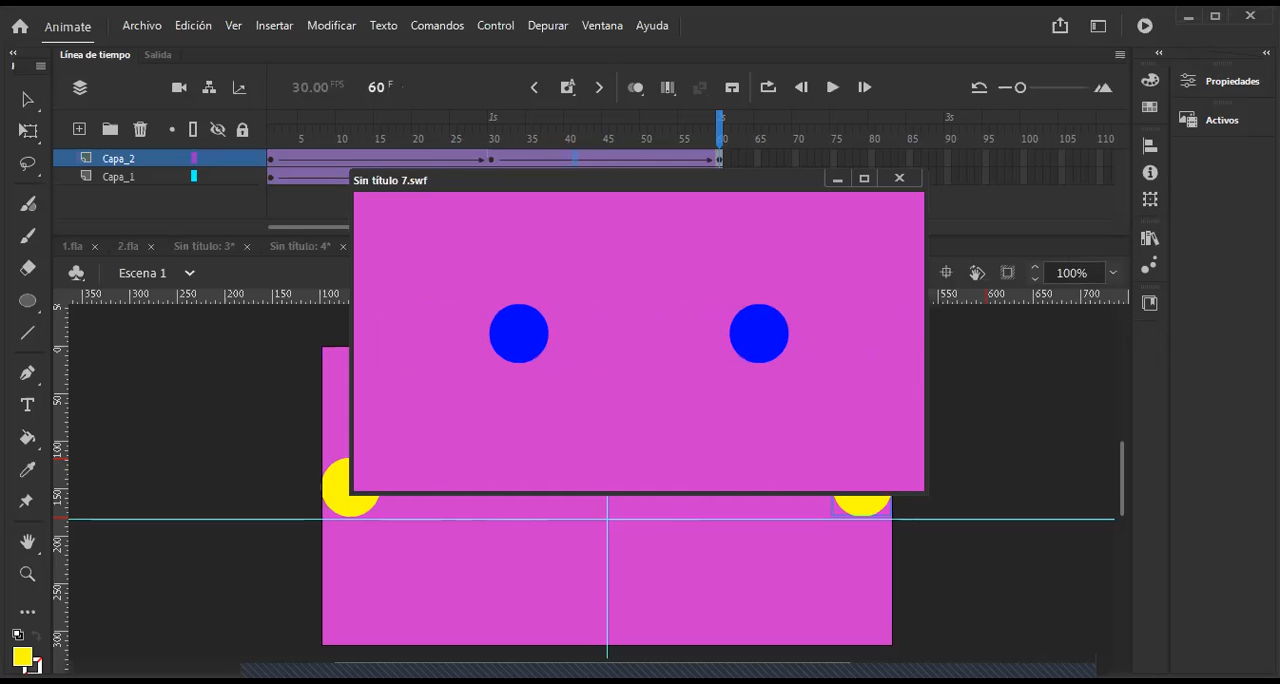 Animate Archivo Edición Ver Insertar Modificar Texto Comandos Control Depurar Ventana Ayuda
Línea de tiempo Salida
Propiedades
30.00 FPS 60 F
Activos
1s 2s 3s
5 10 15 20 25 30 35 40 45 50 55 60 65 70 75 80 85 90 95 100 105 110
Capa_2
Capa_1
Sin título 7.swf
1.fla 2.fla Sin título: 3* Sin título: 4*
Escena 1 100%
350 300 250 200 150 100 550 600 650 700
0
50
100
150
200
250
300